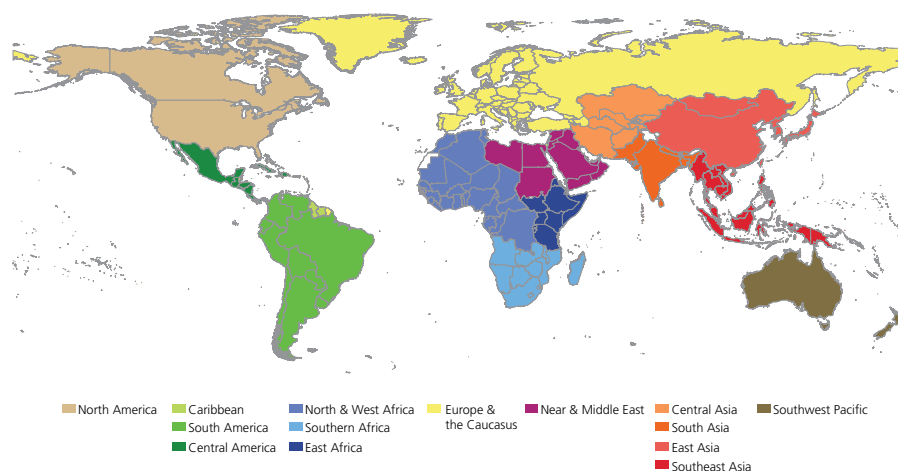 North America
Caribbean
South America
Central America
North & West Africa
Southern Africa
East Africa
Europe &
the Caucasus
Near & Middle East
Central Asia
South Asia
East Asia
Southeast Asia
Southwest Pacific